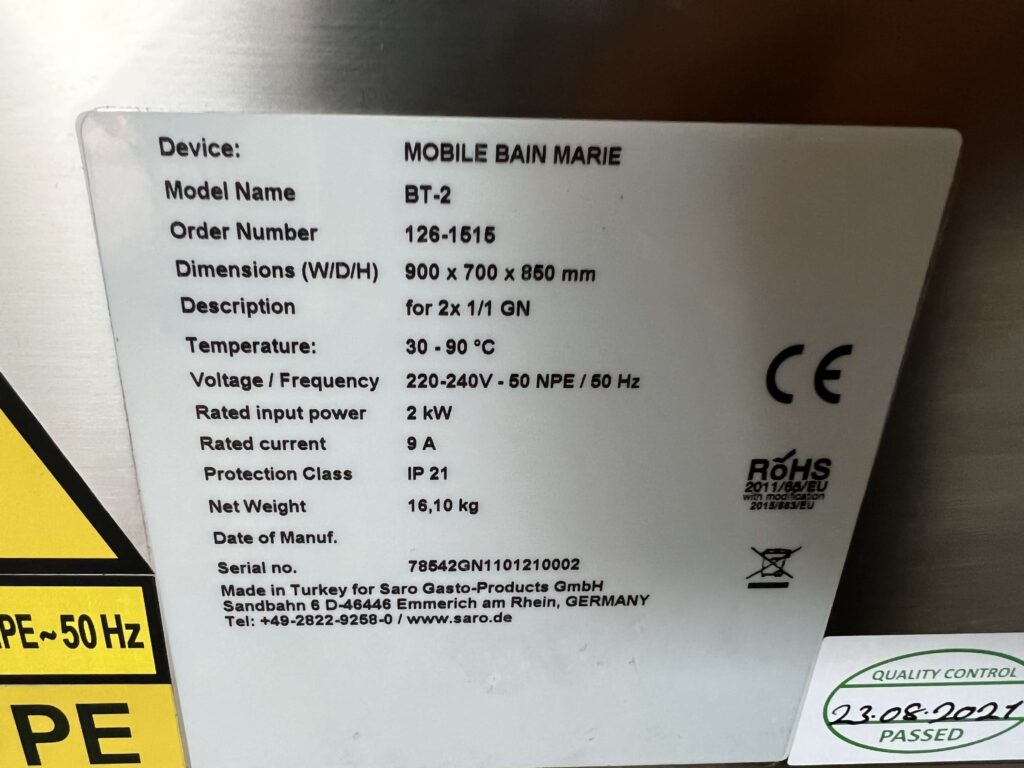 Device: MOBILE BAIN MARIE
Model Name BT-2
Order Number 126-1515
Dimensions (W/D/H) 900 x 700 x 850 mm
Description for 2x 1/1 GN
Temperature: 30 - 90 °C
Voltage / Frequency 220-240V - 50 NPE / 50 Hz
Rated input power 2 kW
Rated current 9 A
Protection Class IP 21
Net Weight 16,10 kg
Date of Manuf.
Serial no. 78542GN1101210002
Made in Turkey for Saro Gasto-Products GmbH
Sandbahn 6 D-46446 Emmerich am Rhein, GERMANY
Tel: +49-2822-9258-0 / www.saro.de
CE
RoHS
2011/65/EU
with modification
2015/863/EU
PE~50 Hz
PE
QUALITY CONTROL
23.08.2021
PASSED